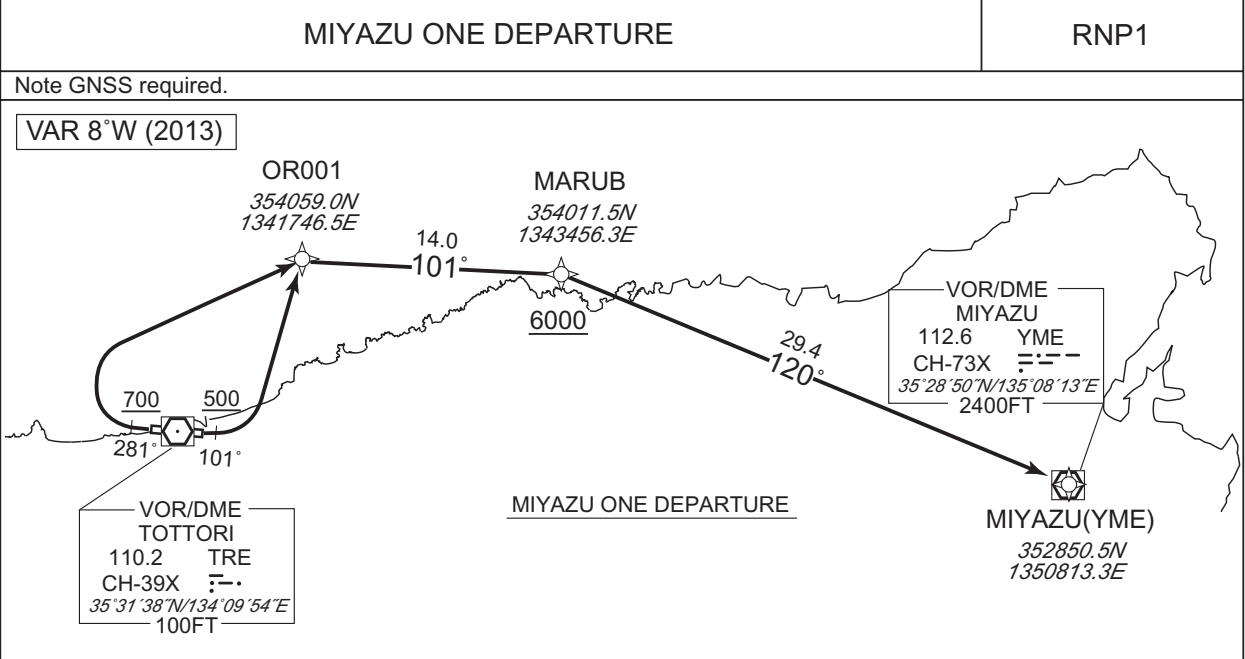 MIYAZU ONE DEPARTURE
RNP1
Note GNSS required.
VAR 8°W (2013)
OR001
354059.0N
1341746.5E
MARUB
354011.5N
1343456.3E
14.0
101°
6000
29.4
120°
VOR/DME
MIYAZU
112.6 YME
CH-73X
35°28′50″N/135°08′13″E
2400FT
700
500
281°
101°
VOR/DME
TOTTORI
110.2 TRE
CH-39X
35°31′38″N/134°09′54″E
100FT
MIYAZU ONE DEPARTURE
MIYAZU(YME)
352850.5N
1350813.3E